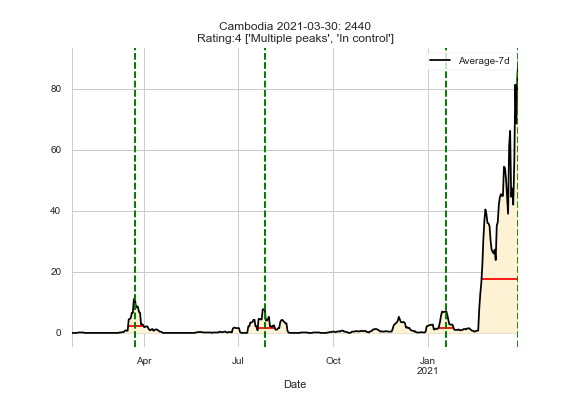 Cambodia 2021-03-30: 2440
Rating:4 ['Multiple peaks', 'In control']
Average-7d
80
60
40
20
0
Apr
Jul
Oct
Jan
2021
Date